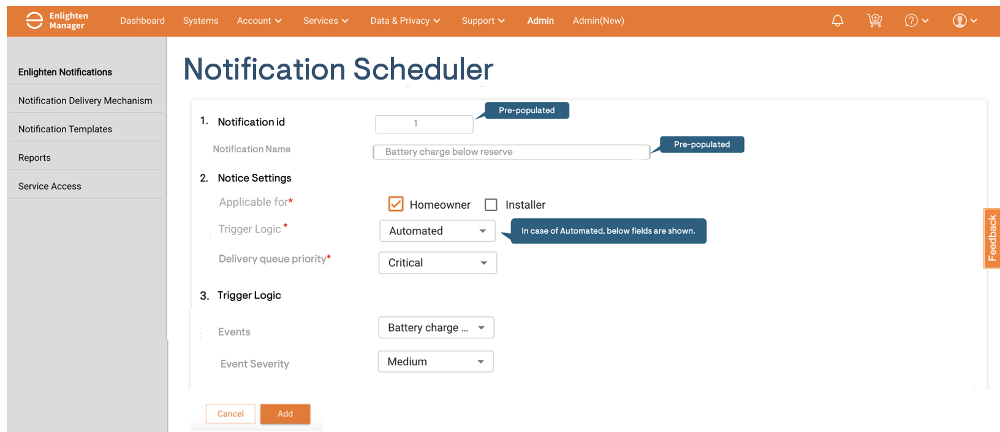 Enlighten
Manager
Dashboard Systems Account Services Data & Privacy Support Admin Admin(New)
Enlighten Notifications
Notification Delivery Mechanism
Notification Templates
Reports
Service Access
Notification Scheduler
1. Notification id 1 Pre-populated
Notification Name Battery charge below reserve Pre-populated
2. Notice Settings
Applicable for* Homeowner Installer
Trigger Logic * Automated In case of Automated, below fields are shown.
Delivery queue priority* Critical
3. Trigger Logic
Events Battery charge ...
Event Severity Medium
Cancel Add
Feedback